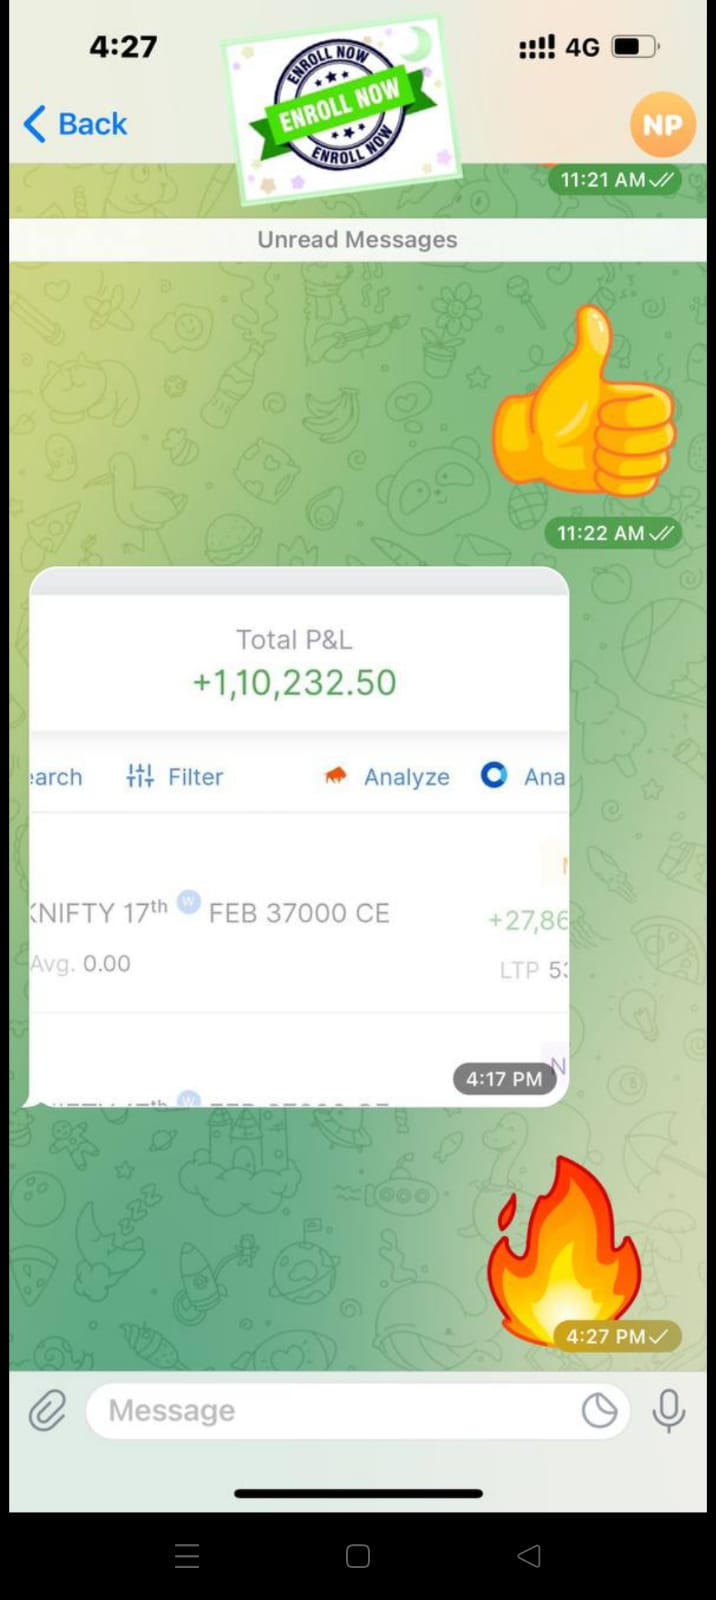 4:27
4G
ENROLL NOW
ENROLL NOW
ENROLL NOW
Back
NP
11:21 AM
Unread Messages
11:22 AM
Total P&L
+1,10,232.50
earch Filter Analyze Ana
KNIFTY 17th W FEB 37000 CE
+27,86
Avg. 0.00
LTP 53
N
4:17 PM
W
4:27 PM
Message